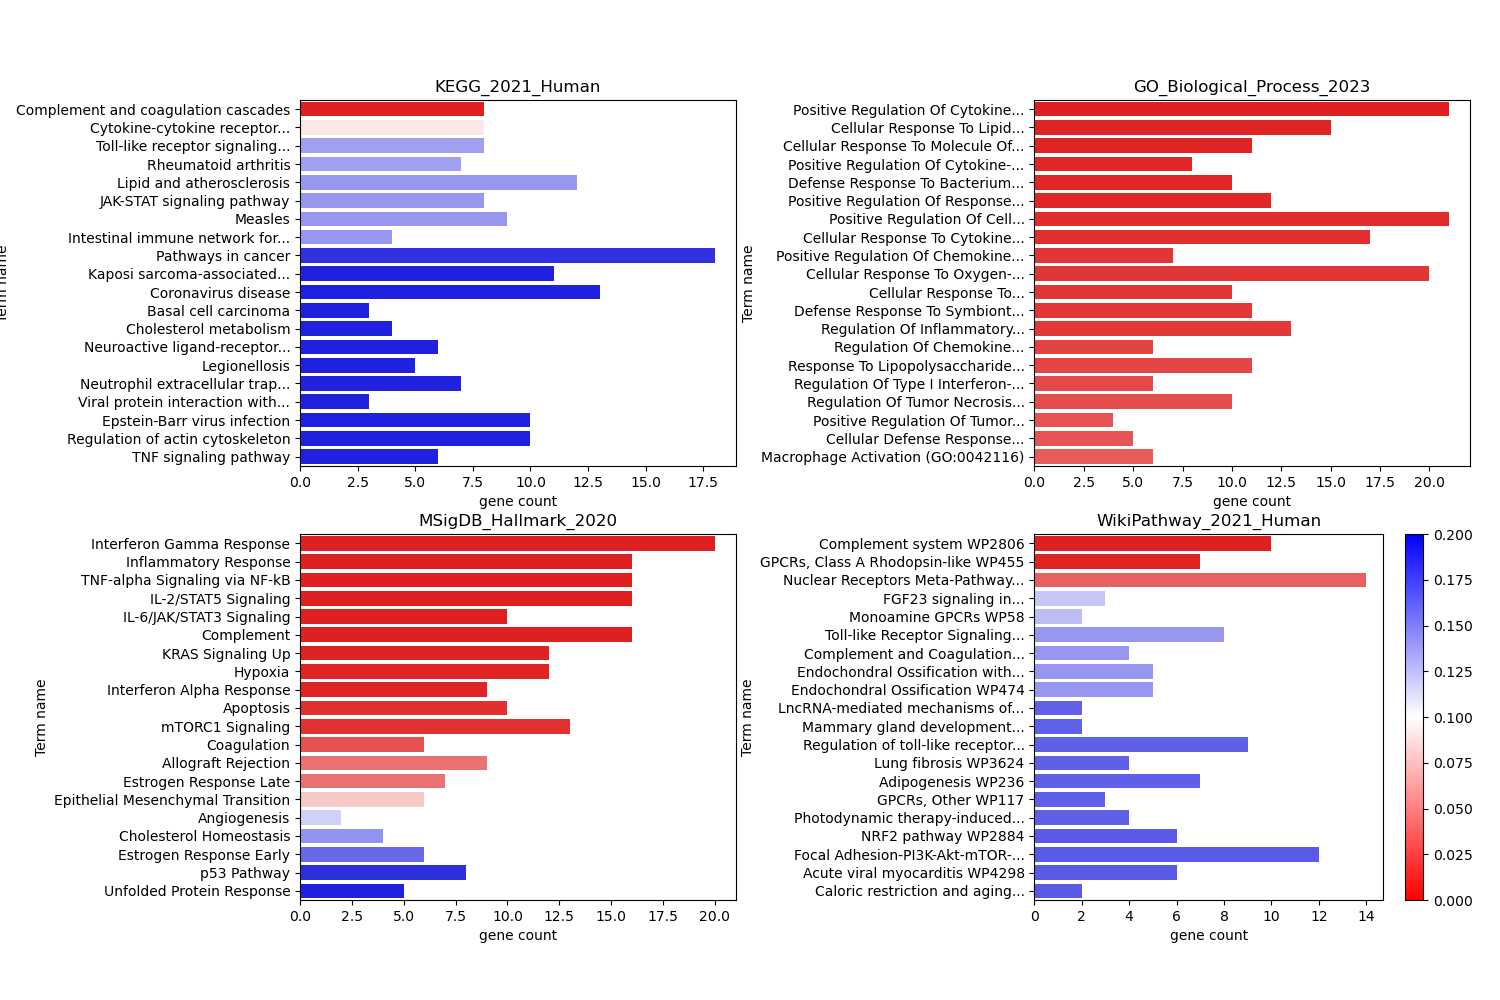 KEGG_2021_Human
Complement and coagulation cascades
Cytokine-cytokine receptor...
Toll-like receptor signaling...
Rheumatoid arthritis
Lipid and atherosclerosis
JAK-STAT signaling pathway
Measles
Intestinal immune network for...
Pathways in cancer
Kaposi sarcoma-associated...
Coronavirus disease
Basal cell carcinoma
Cholesterol metabolism
Neuroactive ligand-receptor...
Legionellosis
Neutrophil extracellular trap...
Viral protein interaction with...
Epstein-Barr virus infection
Regulation of actin cytoskeleton
TNF signaling pathway
Term name
0.0 2.5 5.0 7.5 10.0 12.5 15.0 17.5
gene count
GO_Biological_Process_2023
Positive Regulation Of Cytokine...
Cellular Response To Lipid...
Cellular Response To Molecule Of...
Positive Regulation Of Cytokine-...
Defense Response To Bacterium...
Positive Regulation Of Response...
Positive Regulation Of Cell...
Cellular Response To Cytokine...
Positive Regulation Of Chemokine...
Cellular Response To Oxygen-...
Cellular Response To...
Defense Response To Symbiont...
Regulation Of Inflammatory...
Regulation Of Chemokine...
Response To Lipopolysaccharide...
Regulation Of Type I Interferon-...
Regulation Of Tumor Necrosis...
Positive Regulation Of Tumor...
Cellular Defense Response...
Macrophage Activation (GO:0042116)
Term name
0.0 2.5 5.0 7.5 10.0 12.5 15.0 17.5 20.0
gene count
MSigDB_Hallmark_2020
Interferon Gamma Response
Inflammatory Response
TNF-alpha Signaling via NF-kB
IL-2/STAT5 Signaling
IL-6/JAK/STAT3 Signaling
Complement
KRAS Signaling Up
Hypoxia
Interferon Alpha Response
Apoptosis
mTORC1 Signaling
Coagulation
Allograft Rejection
Estrogen Response Late
Epithelial Mesenchymal Transition
Angiogenesis
Cholesterol Homeostasis
Estrogen Response Early
p53 Pathway
Unfolded Protein Response
Term name
0.0 2.5 5.0 7.5 10.0 12.5 15.0 17.5 20.0
gene count
WikiPathway_2021_Human
Complement system WP2806
GPCRs, Class A Rhodopsin-like WP455
Nuclear Receptors Meta-Pathway...
FGF23 signaling in...
Monoamine GPCRs WP58
Toll-like Receptor Signaling...
Complement and Coagulation...
Endochondral Ossification with...
Endochondral Ossification WP474
LncRNA-mediated mechanisms of...
Mammary gland development...
Regulation of toll-like receptor...
Lung fibrosis WP3624
Adipogenesis WP236
GPCRs, Other WP117
Photodynamic therapy-induced...
NRF2 pathway WP2884
Focal Adhesion-PI3K-Akt-mTOR-...
Acute viral myocarditis WP4298
Caloric restriction and aging...
Term name
0 2 4 6 8 10 12 14
gene count
0.200
0.175
0.150
0.125
0.100
0.075
0.050
0.025
0.000